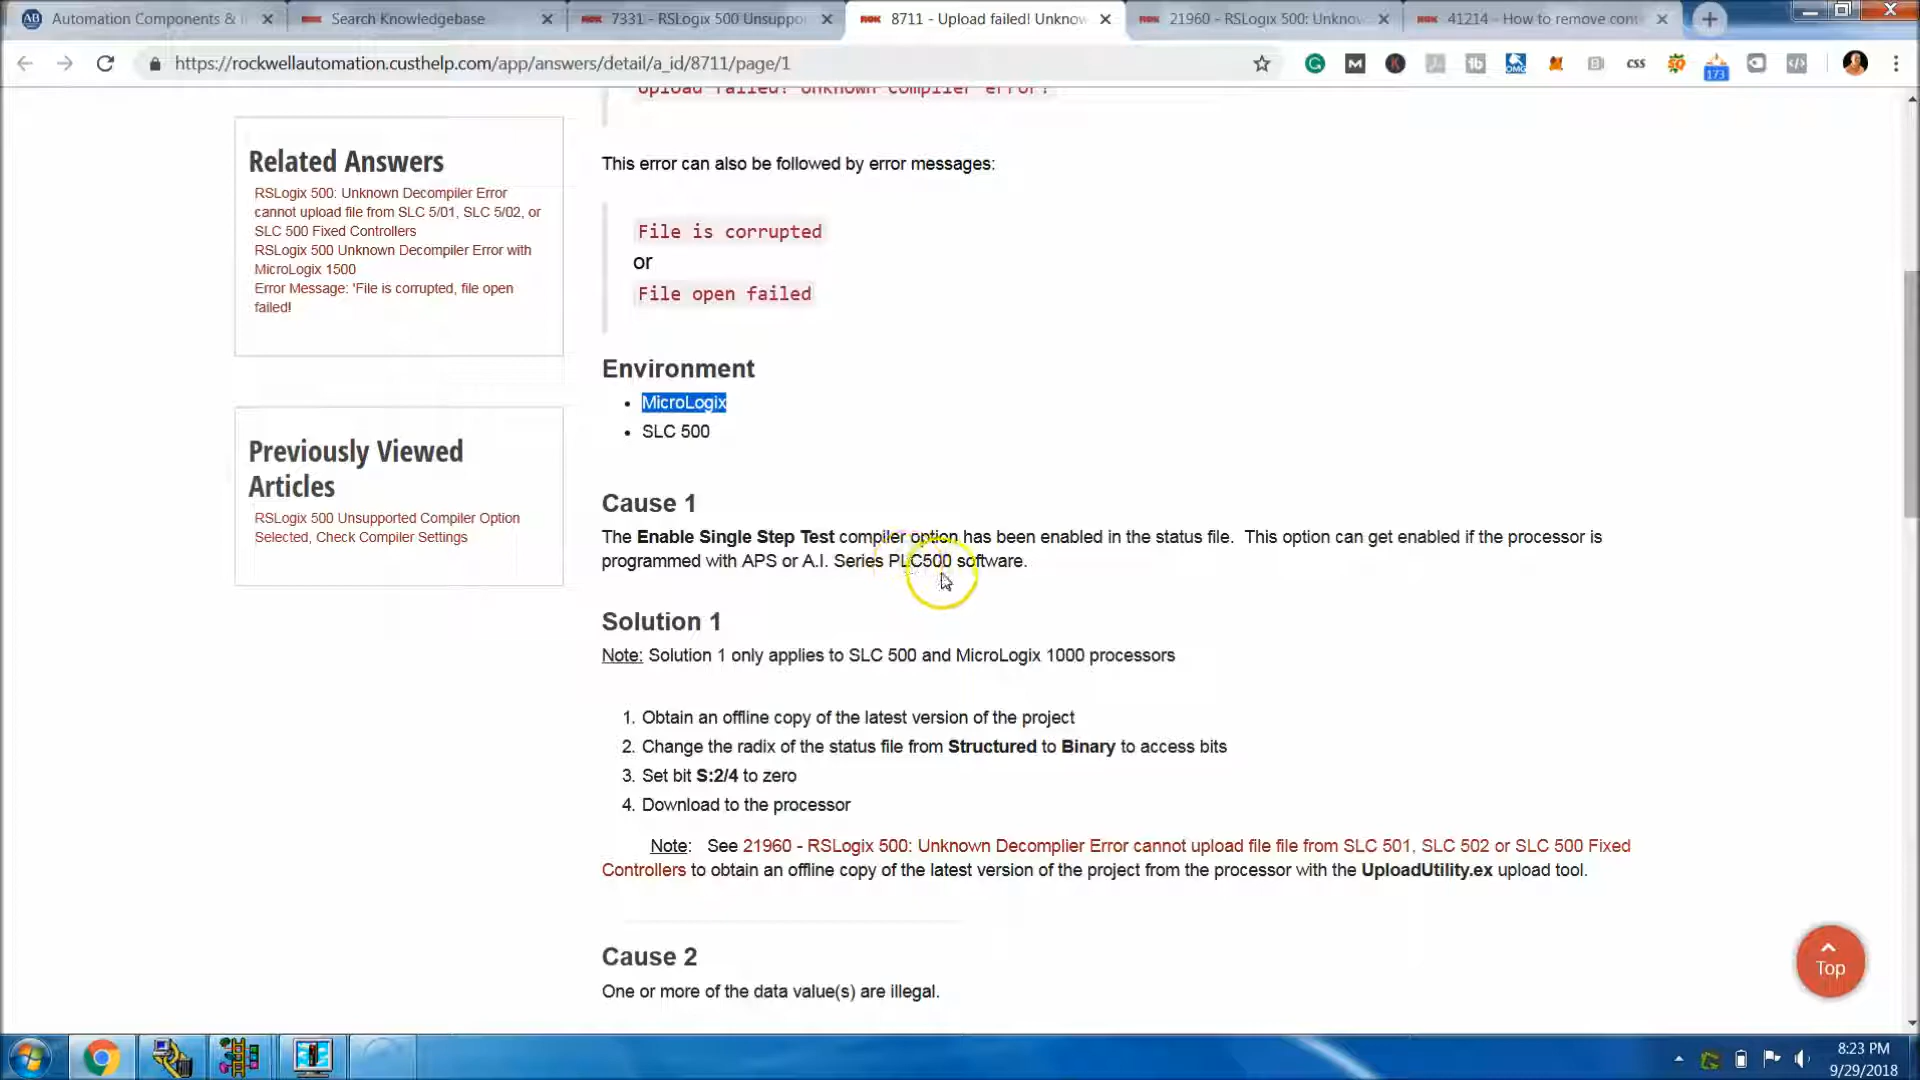 Automation Components & I
Search Knowledgebase
7331 - RSLogix 500 Unsuppo
8711 - Upload failed! Unknow
21960 - RSLogix 500: Unknow
41214 - How to remove cont
https://rockwellautomation.custhelp.com/app/answers/detail/a_id/8711/page/1
Upload failed! Unknown compiler error!
This error can also be followed by error messages:
File is corrupted
or
File open failed
Environment
• MicroLogix
• SLC 500
Cause 1
The Enable Single Step Test compiler option has been enabled in the status file. This option can get enabled if the processor is
programmed with APS or A.I. Series PLC500 software.
Solution 1
Note: Solution 1 only applies to SLC 500 and MicroLogix 1000 processors
1. Obtain an offline copy of the latest version of the project
2. Change the radix of the status file from Structured to Binary to access bits
3. Set bit S:2/4 to zero
4. Download to the processor
Note: See 21960 - RSLogix 500: Unknown Decomplier Error cannot upload file file from SLC 501, SLC 502 or SLC 500 Fixed
Controllers to obtain an offline copy of the latest version of the project from the processor with the UploadUtility.ex upload tool.
Cause 2
One or more of the data value(s) are illegal.
Related Answers
RSLogix 500: Unknown Decompiler Error
cannot upload file from SLC 5/01, SLC 5/02, or
SLC 500 Fixed Controllers
RSLogix 500 Unknown Decompiler Error with
MicroLogix 1500
Error Message: 'File is corrupted, file open
failed!
Previously Viewed
Articles
RSLogix 500 Unsupported Compiler Option
Selected, Check Compiler Settings
Top
173
css
8:23 PM
9/29/2018